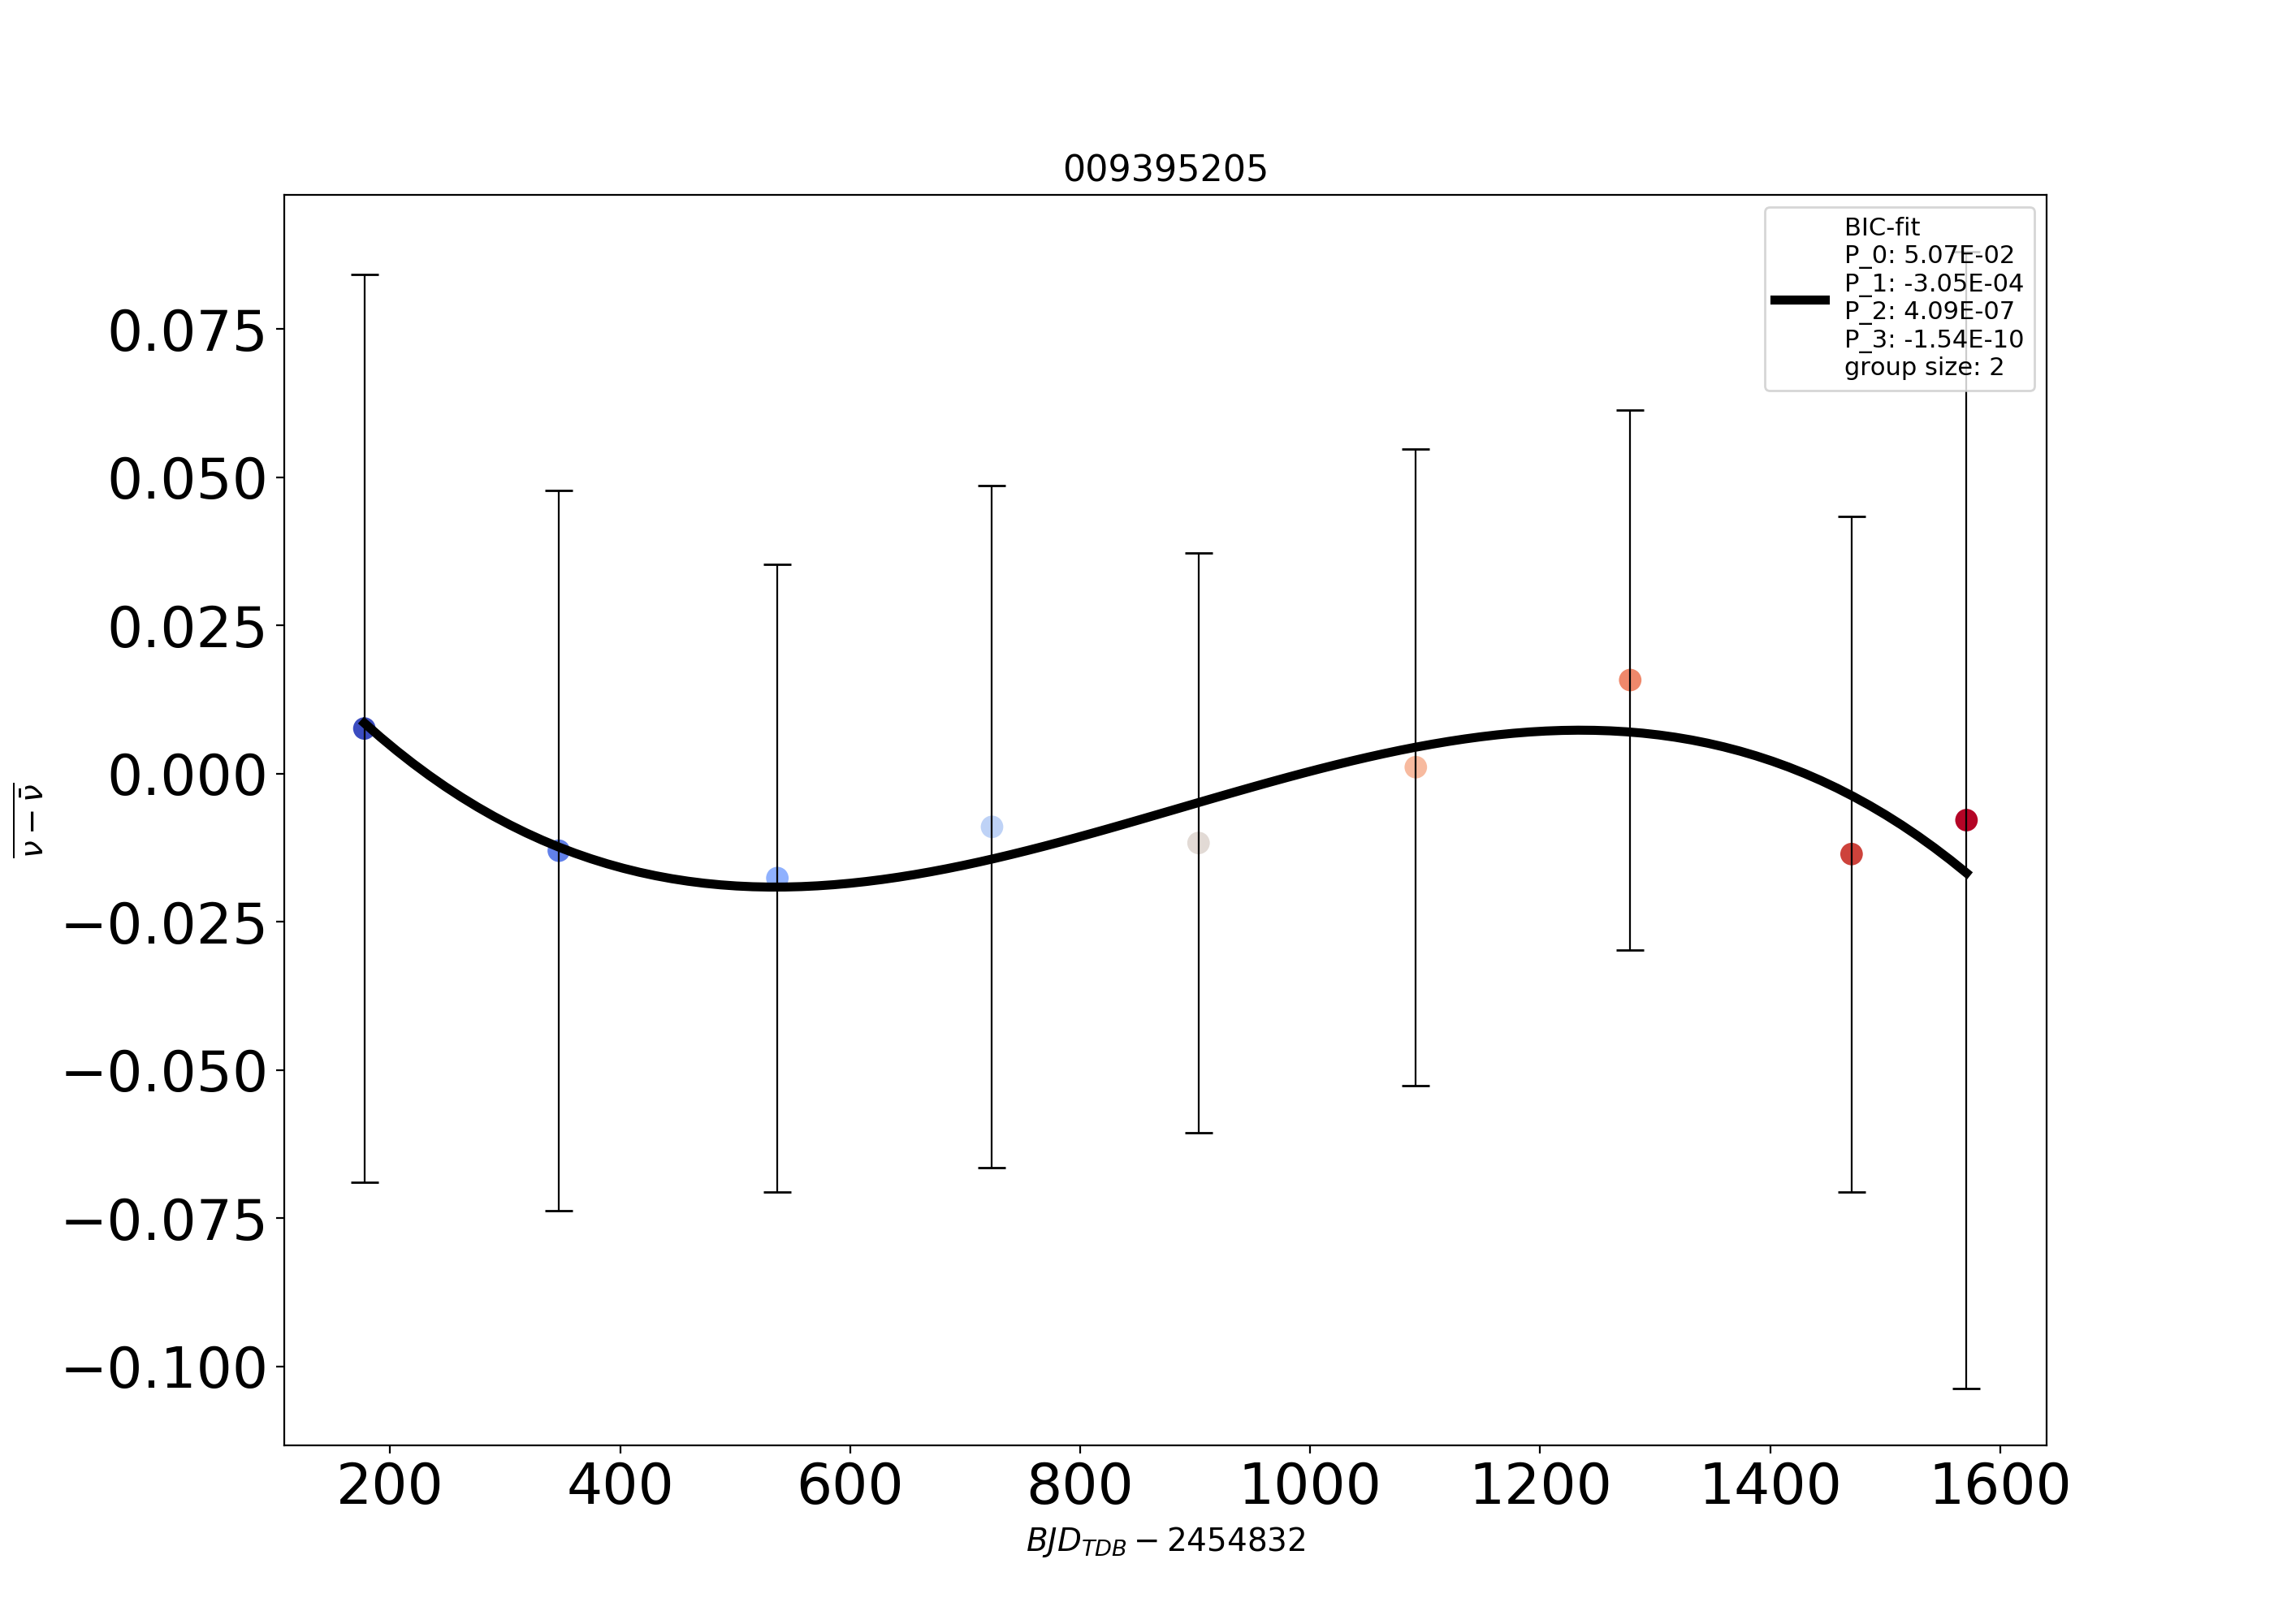 009395205
BIC-fit
P_0: 5.07E-02
P_1: -3.05E-04
P_2: 4.09E-07
P_3: -1.54E-10
group size: 2
0.075
0.050
0.025
0.000
−0.025
−0.050
−0.075
−0.100
ν − ν̄
200 400 600 800 1000 1200 1400 1600
BJD_TDB − 2454832